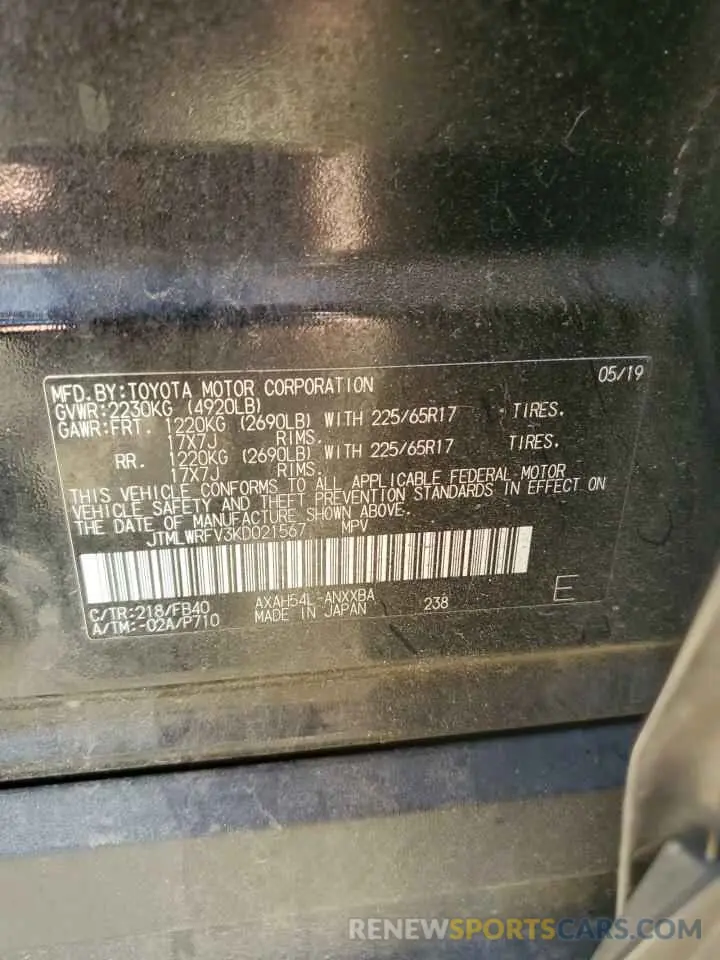 MFD.BY:TOYOTA MOTOR CORPORATION 05/19
GVWR:2230KG (4920LB)
GAWR:FRT. 1220KG (2690LB) WITH 225/65R17 TIRES.
17X7J RIMS.
RR. 1220KG (2690LB) WITH 225/65R17 TIRES.
17X7J RIMS.
THIS VEHICLE CONFORMS TO ALL APPLICABLE FEDERAL MOTOR
VEHICLE SAFETY AND THEFT PREVENTION STANDARDS IN EFFECT ON
THE DATE OF MANUFACTURE SHOWN ABOVE.
JTMLWRFV3KD021567 MPV
C/TR:218/FB40 AXAH54L-ANXXBA 238 E
A/TM:-02A/P710 MADE IN JAPAN
RENEWSPORTSCARS.COM